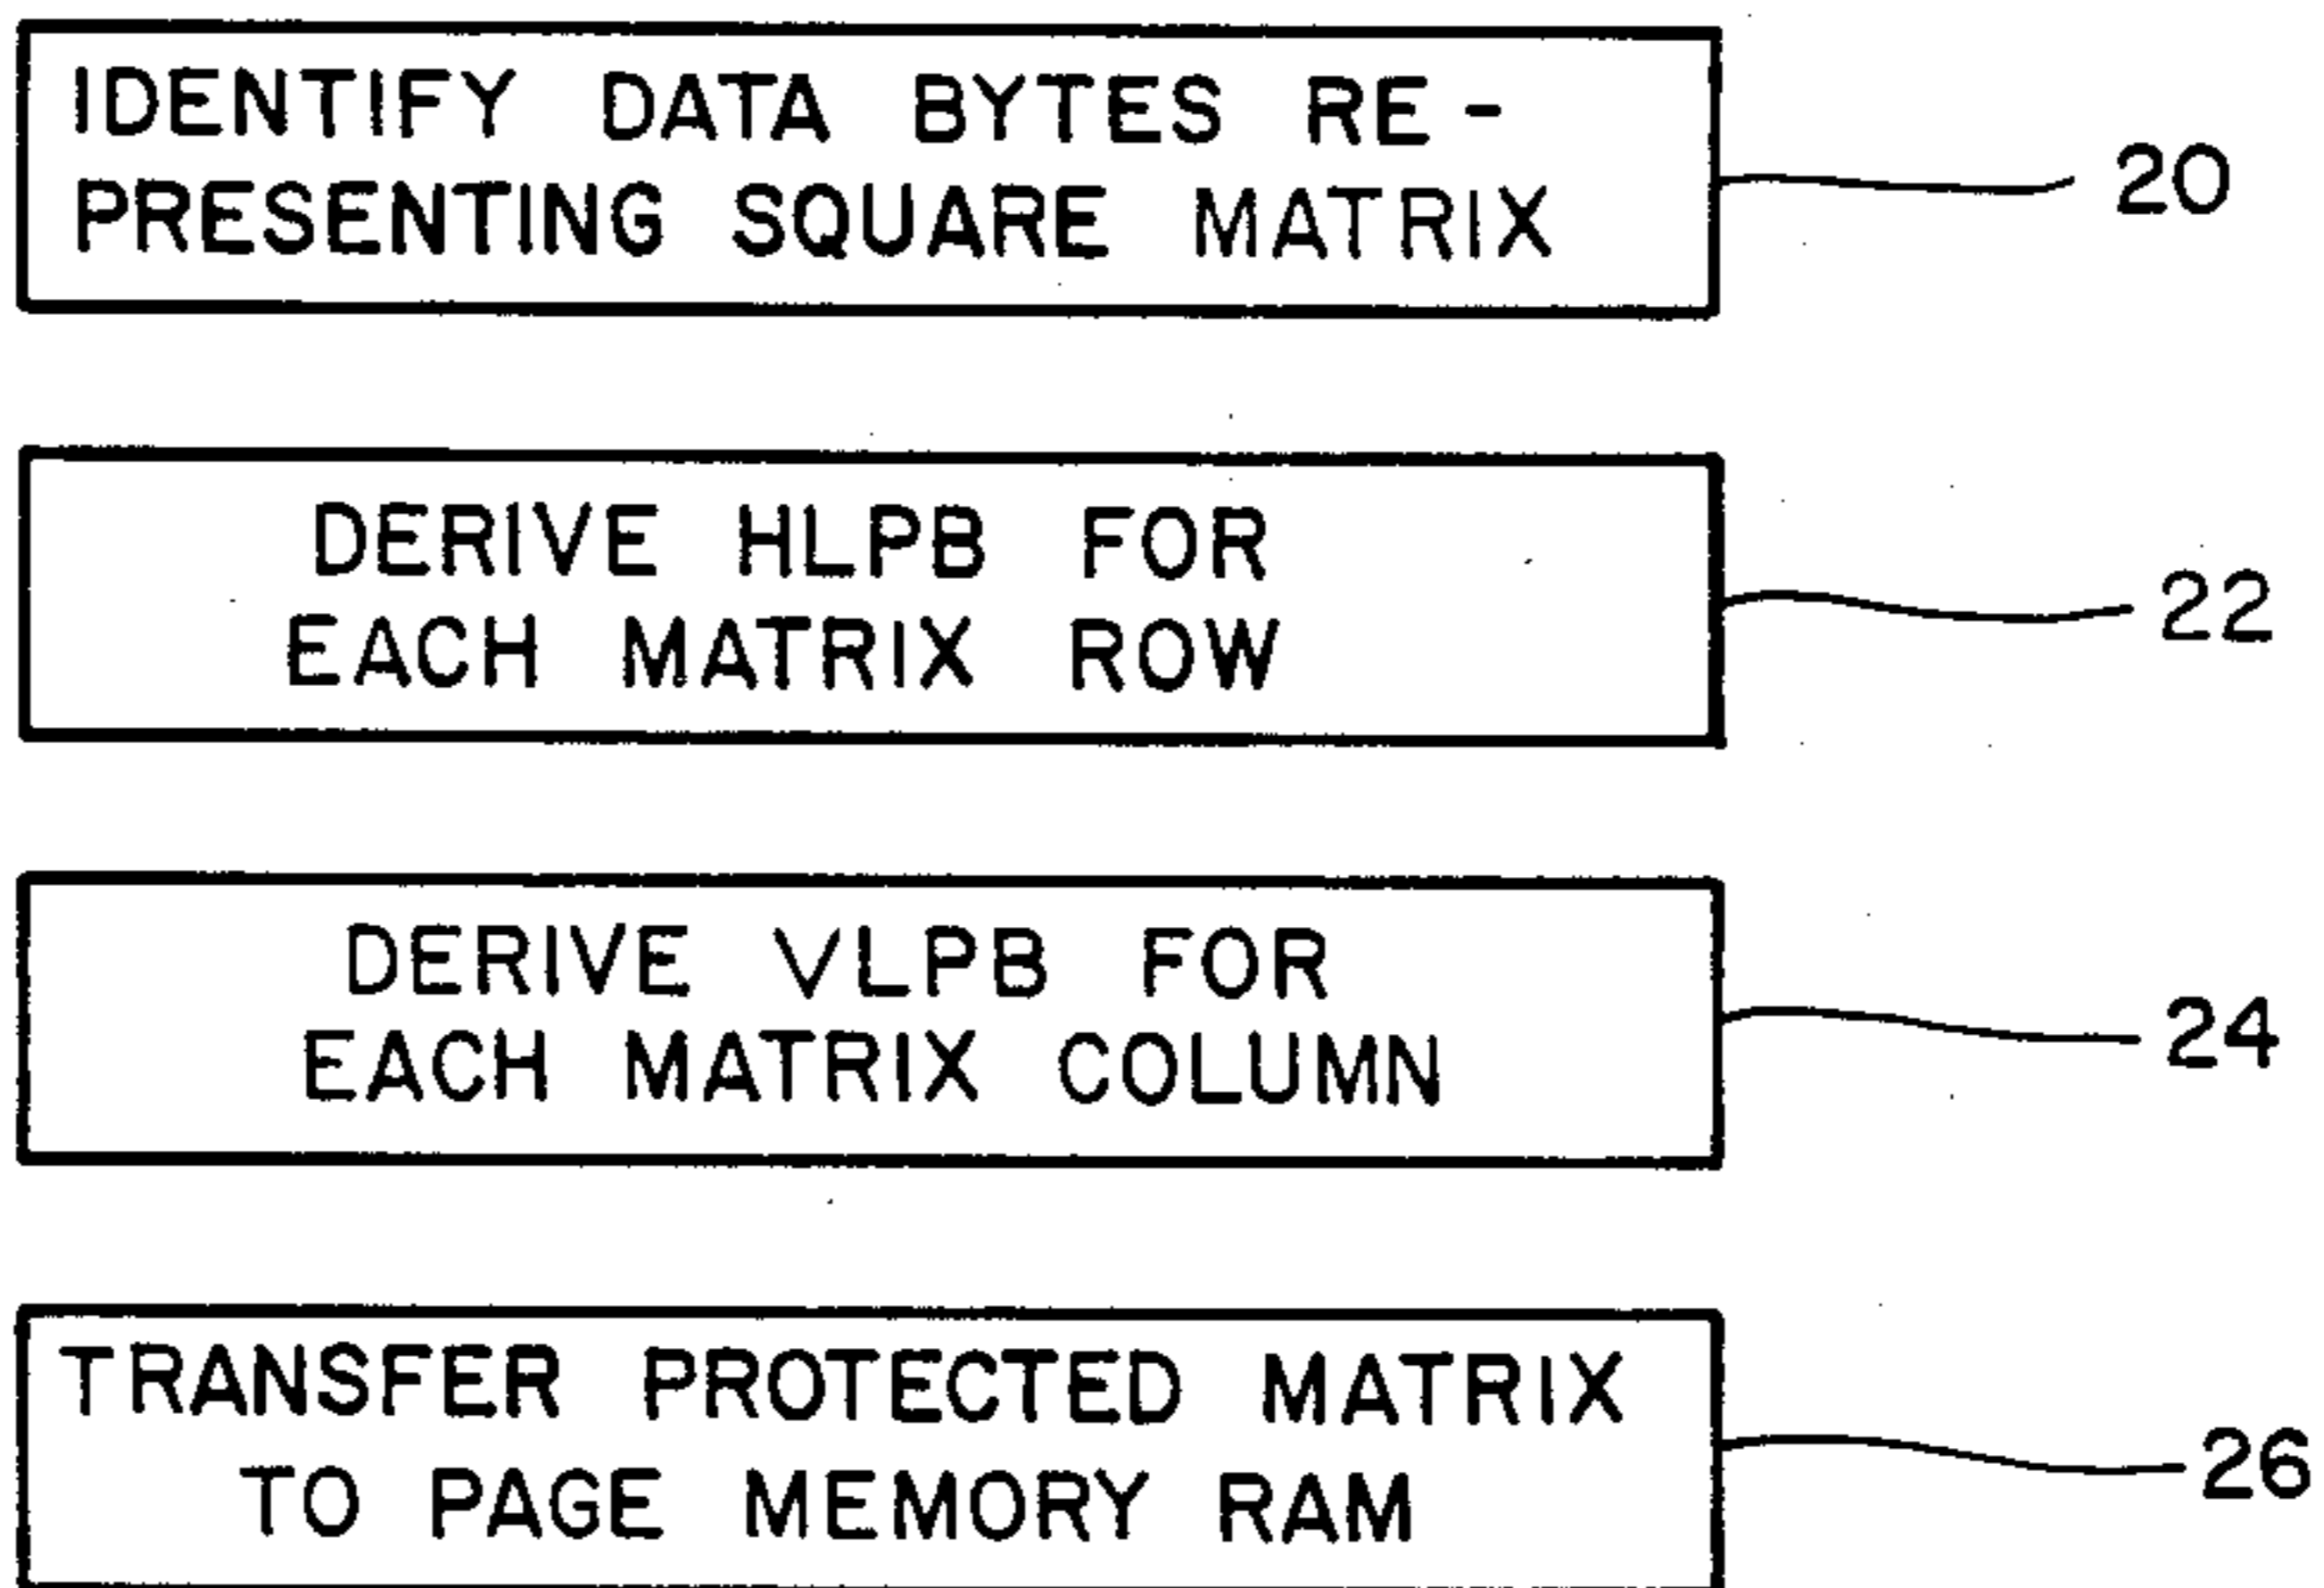 IDENTIFY DATA BYTES RE-
PRESENTING SQUARE MATRIX
20
DERIVE HLPB FOR
EACH MATRIX ROW
22
DERIVE VLPB FOR
EACH MATRIX COLUMN
24
TRANSFER PROTECTED MATRIX
TO PAGE MEMORY RAM
26